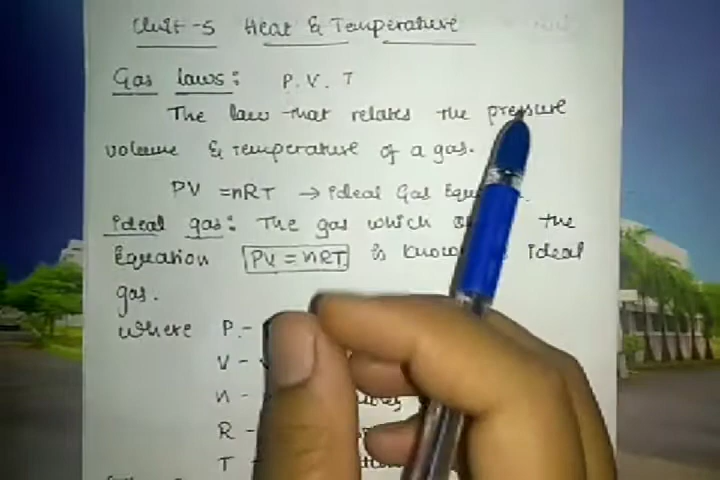 Unit-5 Heat & Temperature
Gas laws: P. V. T
The law that relates the pressure
volume & temperature of a gas.
PV = nRT → ideal Gas
ideal gas: The gas which the
Equation PV = nRT is ideal
gas.
where P -
V -
n -
R -
T -